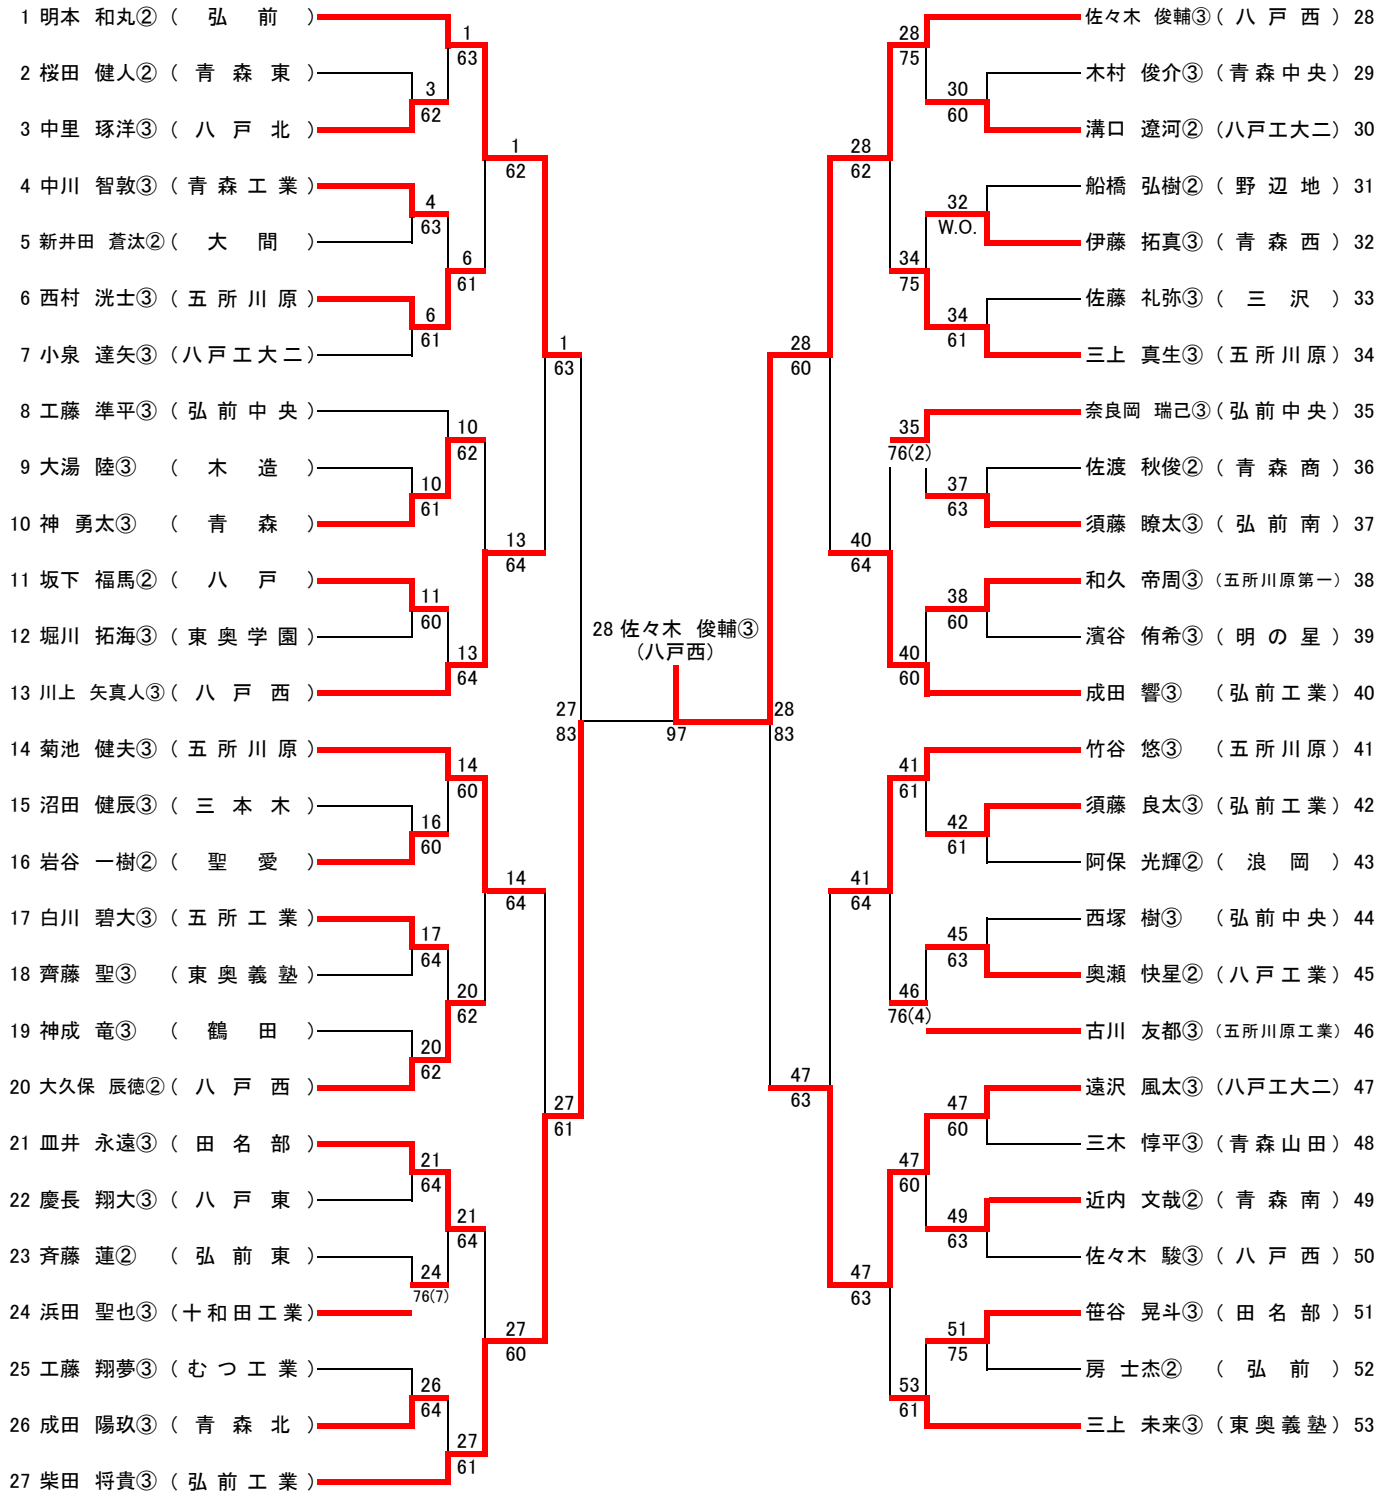 1 明本 和丸② ( 弘 前 )
2 桜田 健人② ( 青 森 東 )
3 中里 琢洋③ ( 八 戸 北 )
4 中川 智敦③ ( 青 森 工 業 )
5 新井田 蒼汰② ( 大 間 )
6 西村 洸士③ ( 五 所 川 原 )
7 小泉 達矢③ (八戸工大二)
8 工藤 準平③ ( 弘 前 中 央 )
9 大湯 陸③ ( 木 造 )
10 神 勇太③ ( 青 森 )
11 坂下 福馬② ( 八 戸 )
12 堀川 拓海③ ( 東 奥 学 園 )
13 川上 矢真人③ ( 八 戸 西 )
14 菊池 健夫③ ( 五 所 川 原 )
15 沼田 健辰③ ( 三 本 木 )
16 岩谷 一樹② ( 聖 愛 )
17 白川 碧大③ ( 五 所 工 業 )
18 齊藤 聖③ ( 東 奥 義 塾 )
19 神成 竜③ ( 鶴 田 )
20 大久保 辰徳② ( 八 戸 西 )
21 皿井 永遠③ ( 田 名 部 )
22 慶長 翔大③ ( 八 戸 東 )
23 斉藤 蓮② ( 弘 前 東 )
24 浜田 聖也③ (十和田工業)
25 工藤 翔夢③ ( む つ 工 業 )
26 成田 陽玖③ ( 青 森 北 )
27 柴田 将貴③ ( 弘 前 工 業 )
3
62
4
63
6
61
10
61
11
60
16
60
17
64
20
62
21
64
24
76(7)
26
64
1
63
6
61
10
62
13
64
14
60
20
62
21
64
27
61
1
62
13
64
14
64
27
60
1
63
27
61
27
83
28 佐々木 俊輔③
(八戸西)
97
28
83
28
60
47
63
28
62
40
64
41
64
47
63
28
75
34
75
35
76(2)
40
60
41
61
46
76(4)
47
60
53
61
30
60
32
W.O.
34
61
37
63
38
60
42
61
45
63
47
60
49
63
51
75
佐々木 俊輔③ ( 八 戸 西 ) 28
木村 俊介③ ( 青 森 中 央 ) 29
溝口 遼河② (八戸工大二) 30
船橋 弘樹② ( 野 辺 地 ) 31
伊藤 拓真③ ( 青 森 西 ) 32
佐藤 礼弥③ ( 三 沢 ) 33
三上 真生③ ( 五 所 川 原 ) 34
奈良岡 瑞己③ ( 弘 前 中 央 ) 35
佐渡 秋俊② ( 青 森 商 ) 36
須藤 瞭太③ ( 弘 前 南 ) 37
和久 帝周③ (五所川原第一) 38
濱谷 侑希③ ( 明 の 星 ) 39
成田 響③ ( 弘 前 工 業 ) 40
竹谷 悠③ ( 五 所 川 原 ) 41
須藤 良太③ ( 弘 前 工 業 ) 42
阿保 光輝② ( 浪 岡 ) 43
西塚 樹③ ( 弘 前 中 央 ) 44
奥瀬 快星② ( 八 戸 工 業 ) 45
古川 友都③ (五所川原工業) 46
遠沢 風太③ (八戸工大二) 47
三木 惇平③ ( 青 森 山 田 ) 48
近内 文哉② ( 青 森 南 ) 49
佐々木 駿③ ( 八 戸 西 ) 50
笹谷 晃斗③ ( 田 名 部 ) 51
房 士杰② ( 弘 前 ) 52
三上 未来③ ( 東 奥 義 塾 ) 53